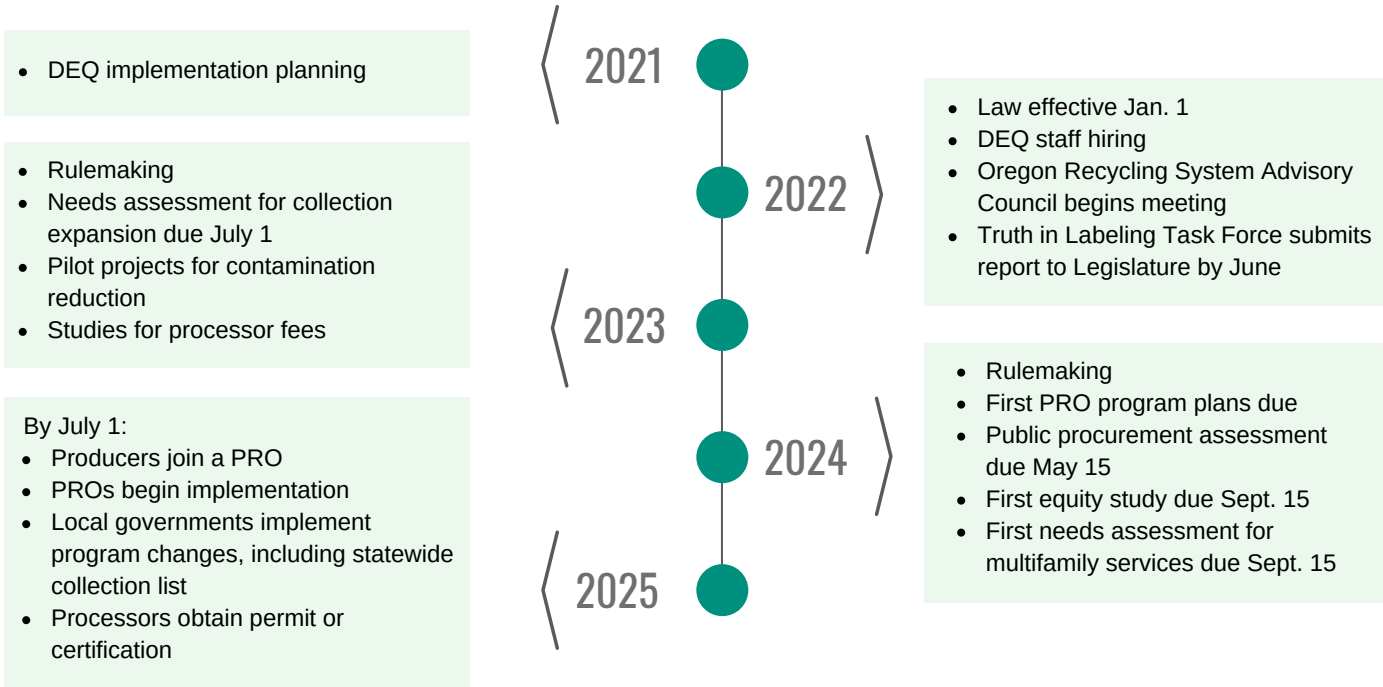 2021
• DEQ implementation planning
2022
• Law effective Jan. 1
• DEQ staff hiring
• Oregon Recycling System Advisory
Council begins meeting
• Truth in Labeling Task Force submits
report to Legislature by June
2023
• Rulemaking
• Needs assessment for collection
expansion due July 1
• Pilot projects for contamination
reduction
• Studies for processor fees
2024
• Rulemaking
• First PRO program plans due
• Public procurement assessment
due May 15
• First equity study due Sept. 15
• First needs assessment for
multifamily services due Sept. 15
2025
By July 1:
• Producers join a PRO
• PROs begin implementation
• Local governments implement
program changes, including statewide
collection list
• Processors obtain permit or
certification